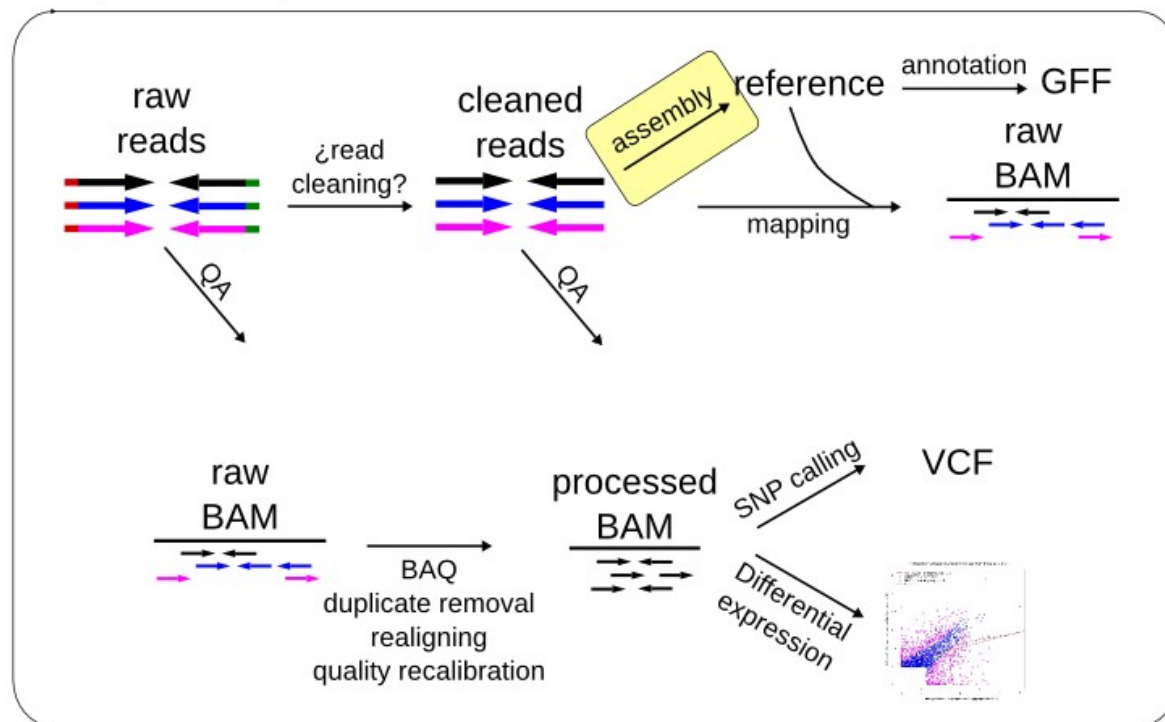 raw
reads
¿read
cleaning?
cleaned
reads
assembly
reference
annotation
GFF
mapping
raw
BAM
QA
QA
raw
BAM
BAQ
duplicate removal
realigning
quality recalibration
processed
BAM
SNP calling
VCF
Differential
expression